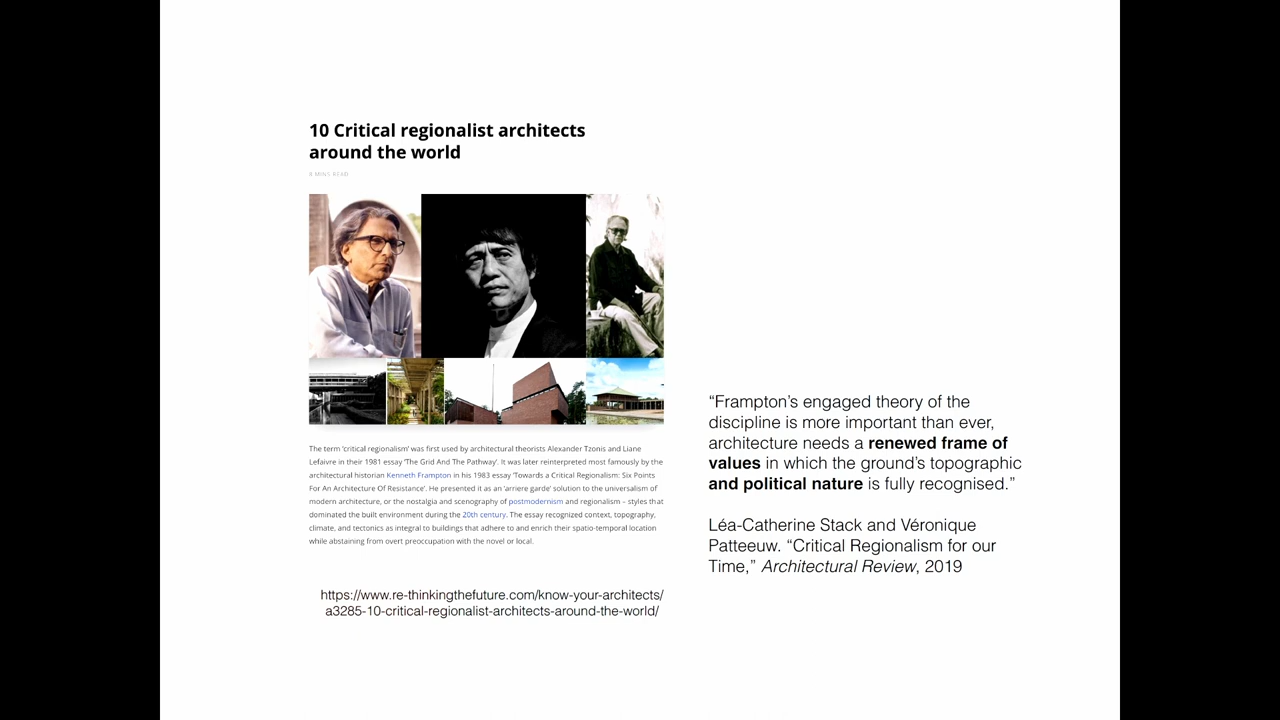 10 Critical regionalist architects
around the world
8 MINS READ
The term 'critical regionalism' was first used by architectural theorists Alexander Tzonis and Liane
Lefaivre in their 1981 essay 'The Grid And The Pathway'. It was later reinterpreted most famously by the
architectural historian Kenneth Frampton in his 1983 essay 'Towards a Critical Regionalism: Six Points
For An Architecture Of Resistance'. He presented it as an 'arriere garde' solution to the universalism of
modern architecture, or the nostalgia and scenography of postmodernism and regionalism – styles that
dominated the built environment during the 20th century. The essay recognized context, topography,
climate, and tectonics as integral to buildings that adhere to and enrich their spatio-temporal location
while abstaining from overt preoccupation with the novel or local.
https://www.re-thinkingthefuture.com/know-your-architects/
a3285-10-critical-regionalist-architects-around-the-world/
“Frampton’s engaged theory of the
discipline is more important than ever,
architecture needs a renewed frame of
values in which the ground’s topographic
and political nature is fully recognised.”
Léa-Catherine Stack and Véronique
Patteeuw. “Critical Regionalism for our
Time,” Architectural Review, 2019